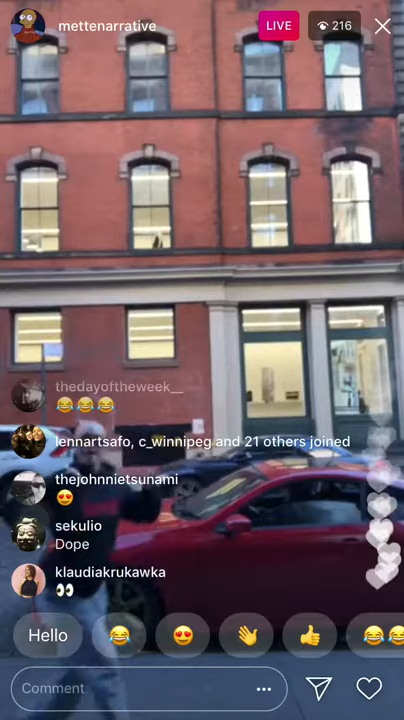 mettenarrative
LIVE
216
thedayoftheweek__
😂😂😂
lennartsafo, c_winnipeg and 21 others joined
thejohnnietsunami
😍
sekulio
Dope
klaudiakrukawka
👀
Hello
Comment